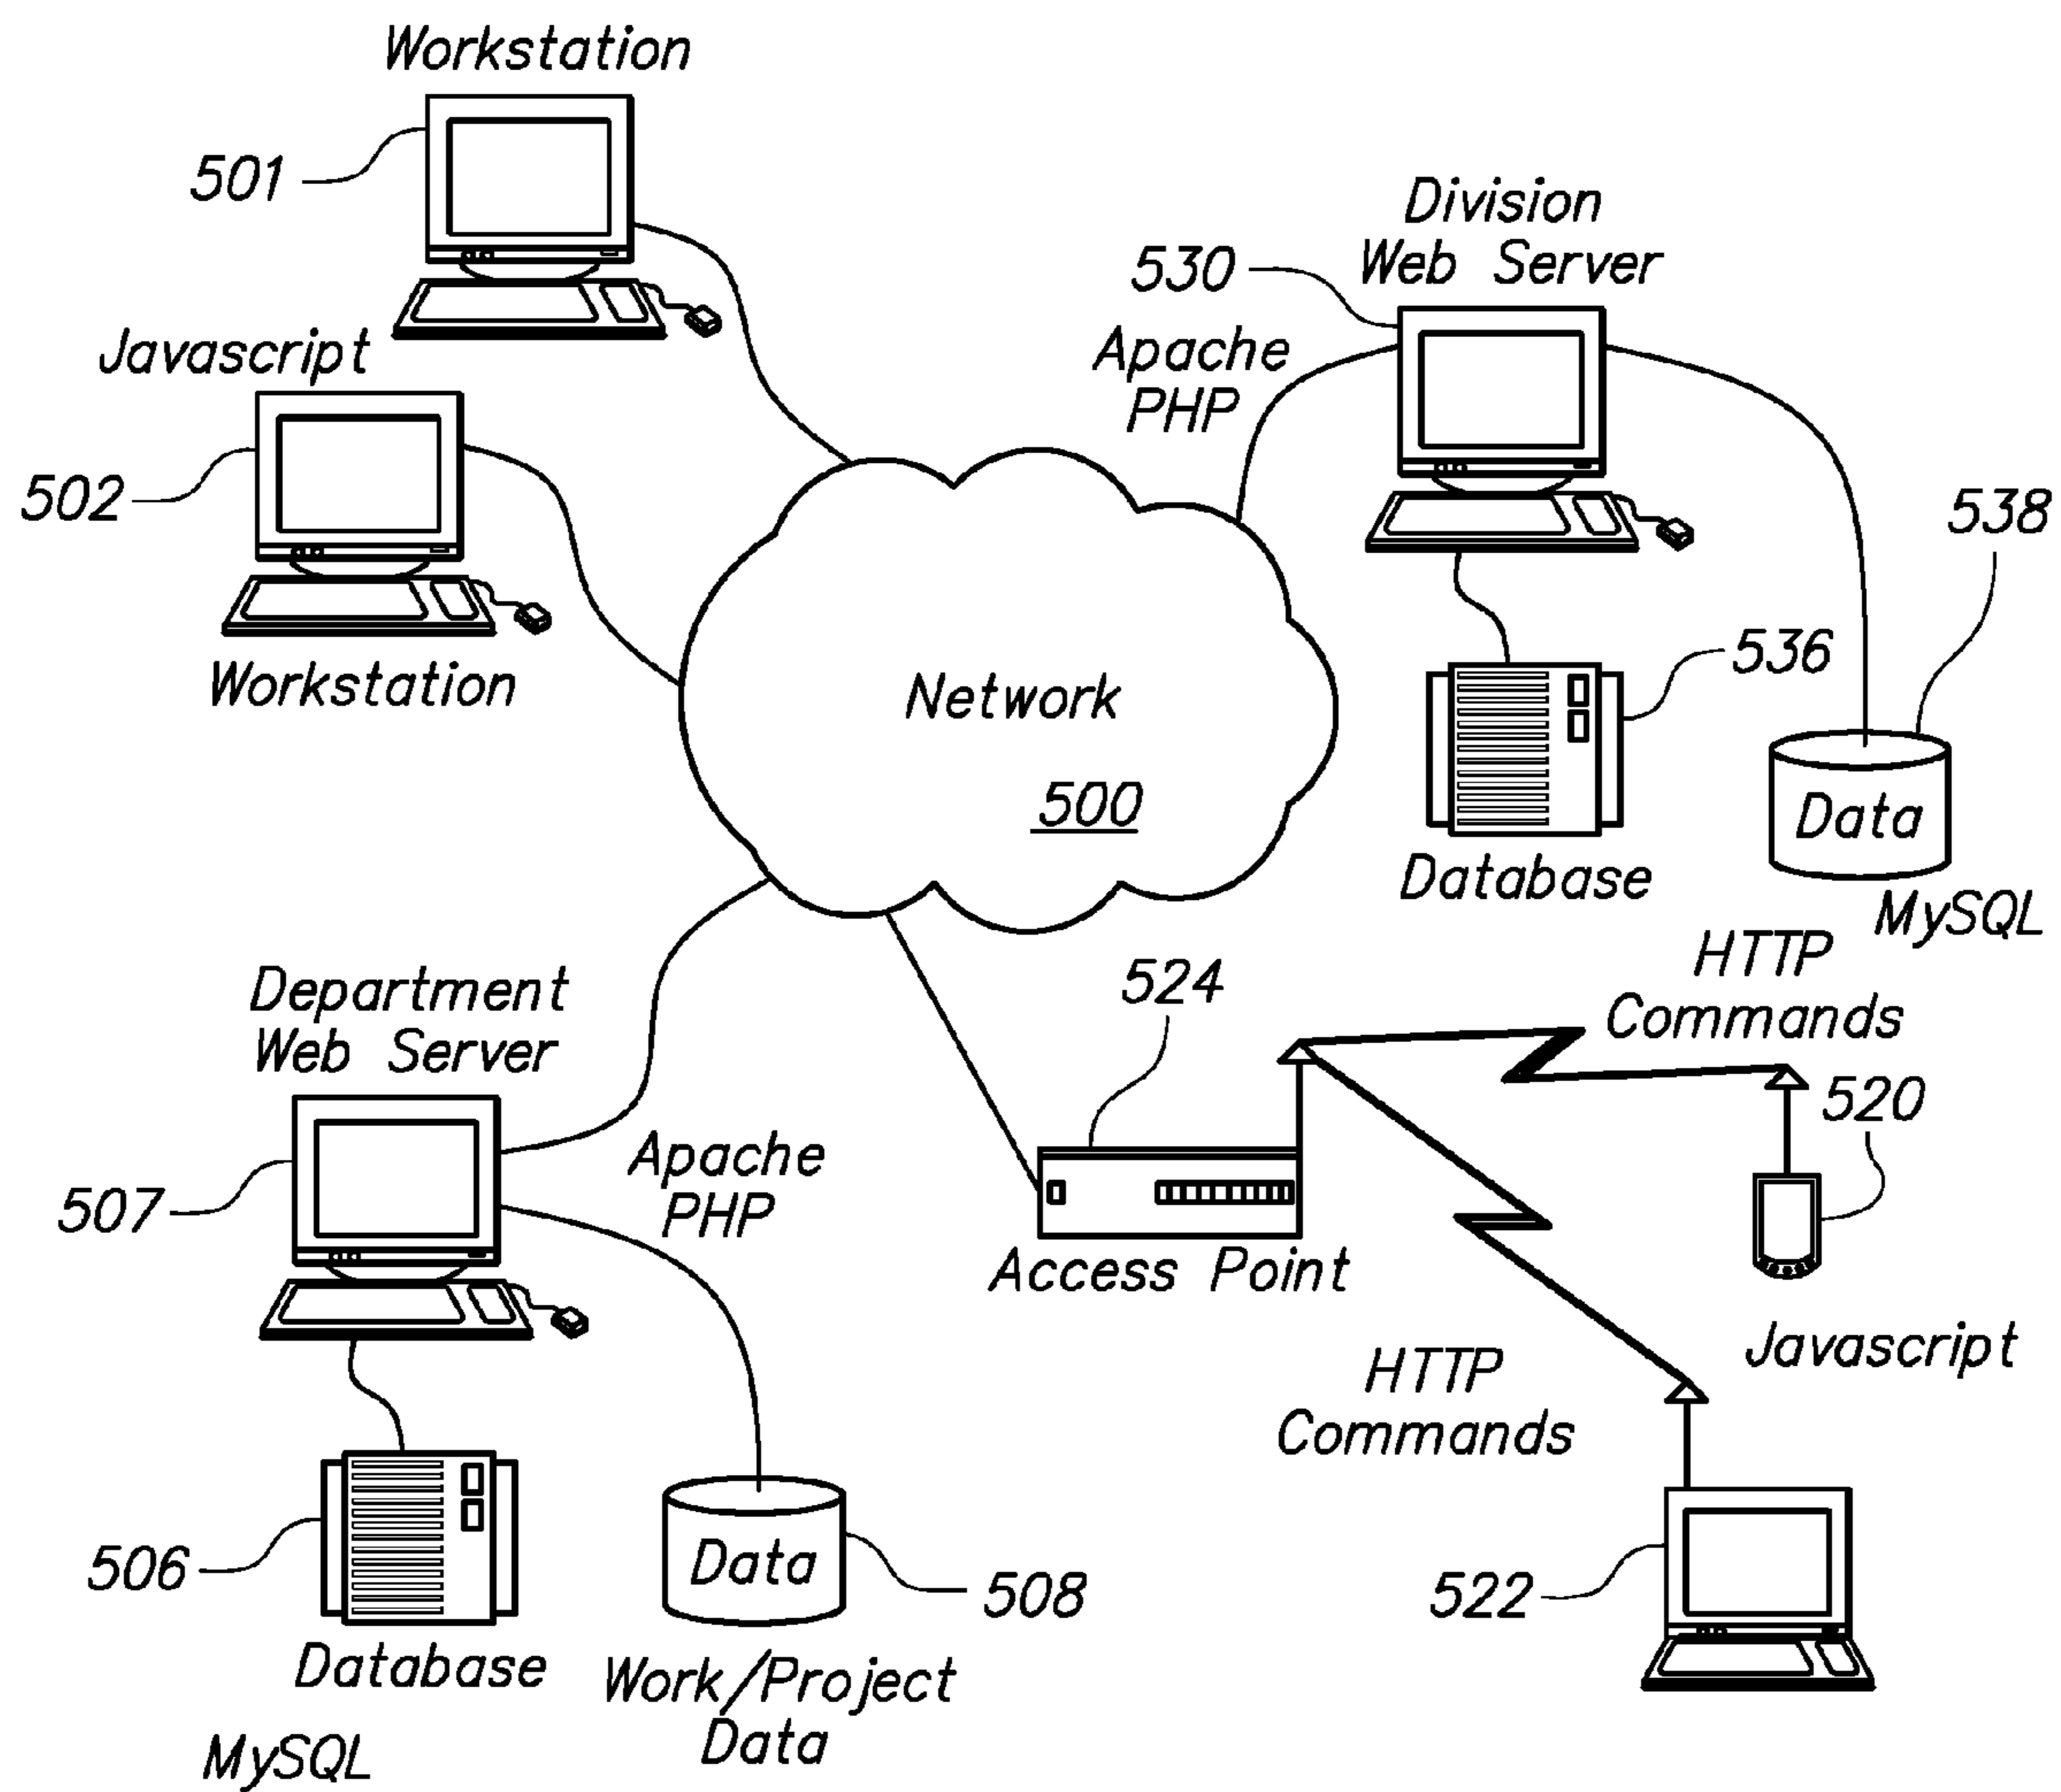 Workstation
501
Javascript
502
Workstation
Division
Web Server
530
Apache
PHP
538
536
Network
500
Data
Database
MySQL
HTTP
Commands
524
520
Department
Web Server
Apache
PHP
507
Access Point
Javascript
HTTP
Commands
506
Data
508
522
Database
Work/Project
Data
MySQL